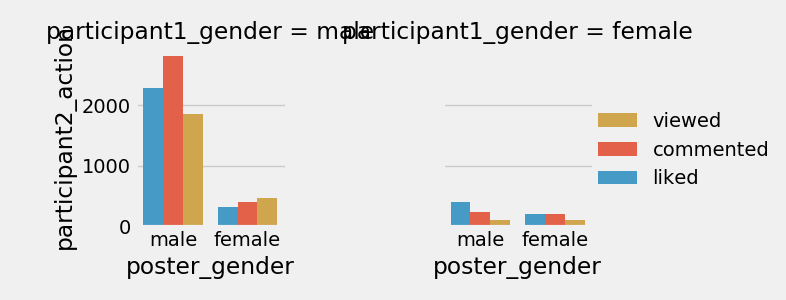 participant1_gender = male
participant1_gender = female
participant2_action
2000
1000
0
male female
poster_gender
male female
poster_gender
viewed
commented
liked